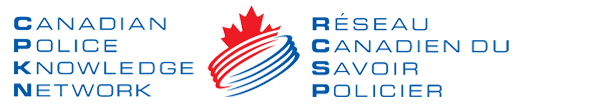 CANADIAN
POLICE
KNOWLEDGE
NETWORK
RÉSEAU
CANADIEN DU
SAVOIR
POLICIER